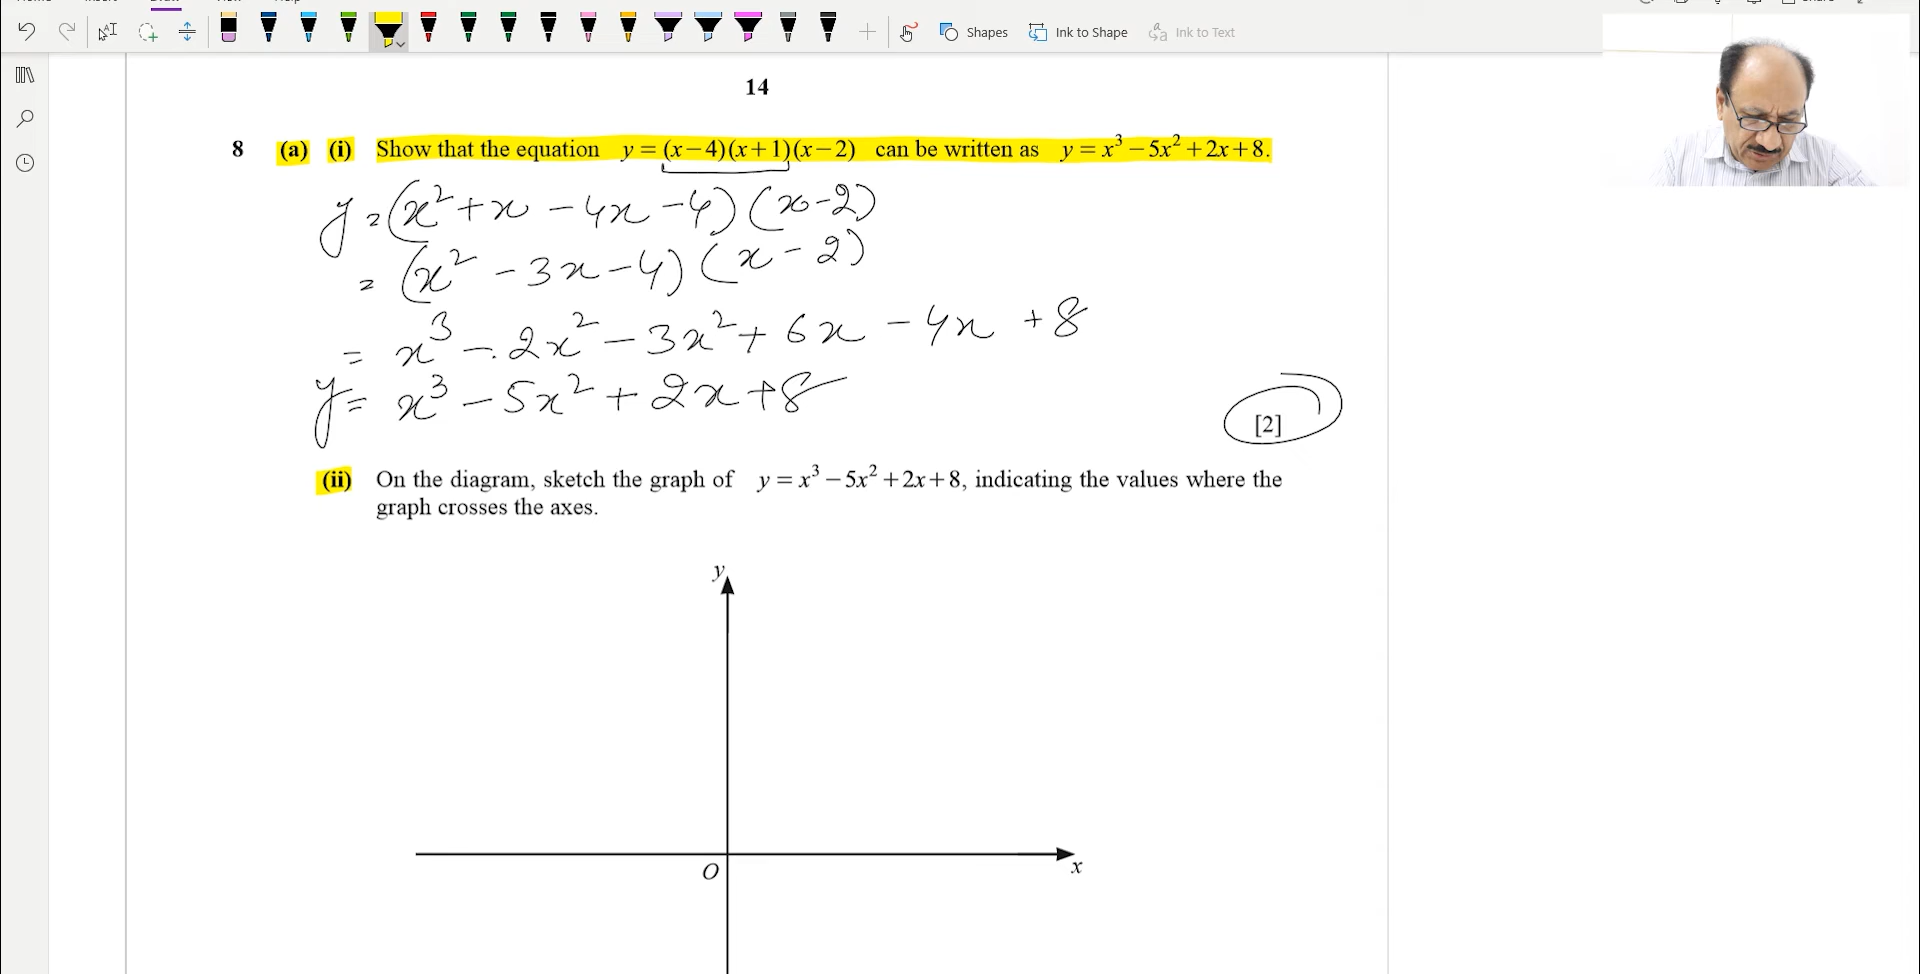 Shapes Ink to Shape Ink to Text
14
8 (a) (i) Show that the equation y = (x−4)(x+1)(x−2) can be written as y = x³ − 5x² + 2x + 8.
y = (x² + x − 4x − 4)(x − 2)
= (x² − 3x − 4)(x − 2)
= x³ − 2x² − 3x² + 6x − 4x + 8
y = x³ − 5x² + 2x + 8
[2]
(ii) On the diagram, sketch the graph of y = x³ − 5x² + 2x + 8, indicating the values where the
graph crosses the axes.
y
O
x